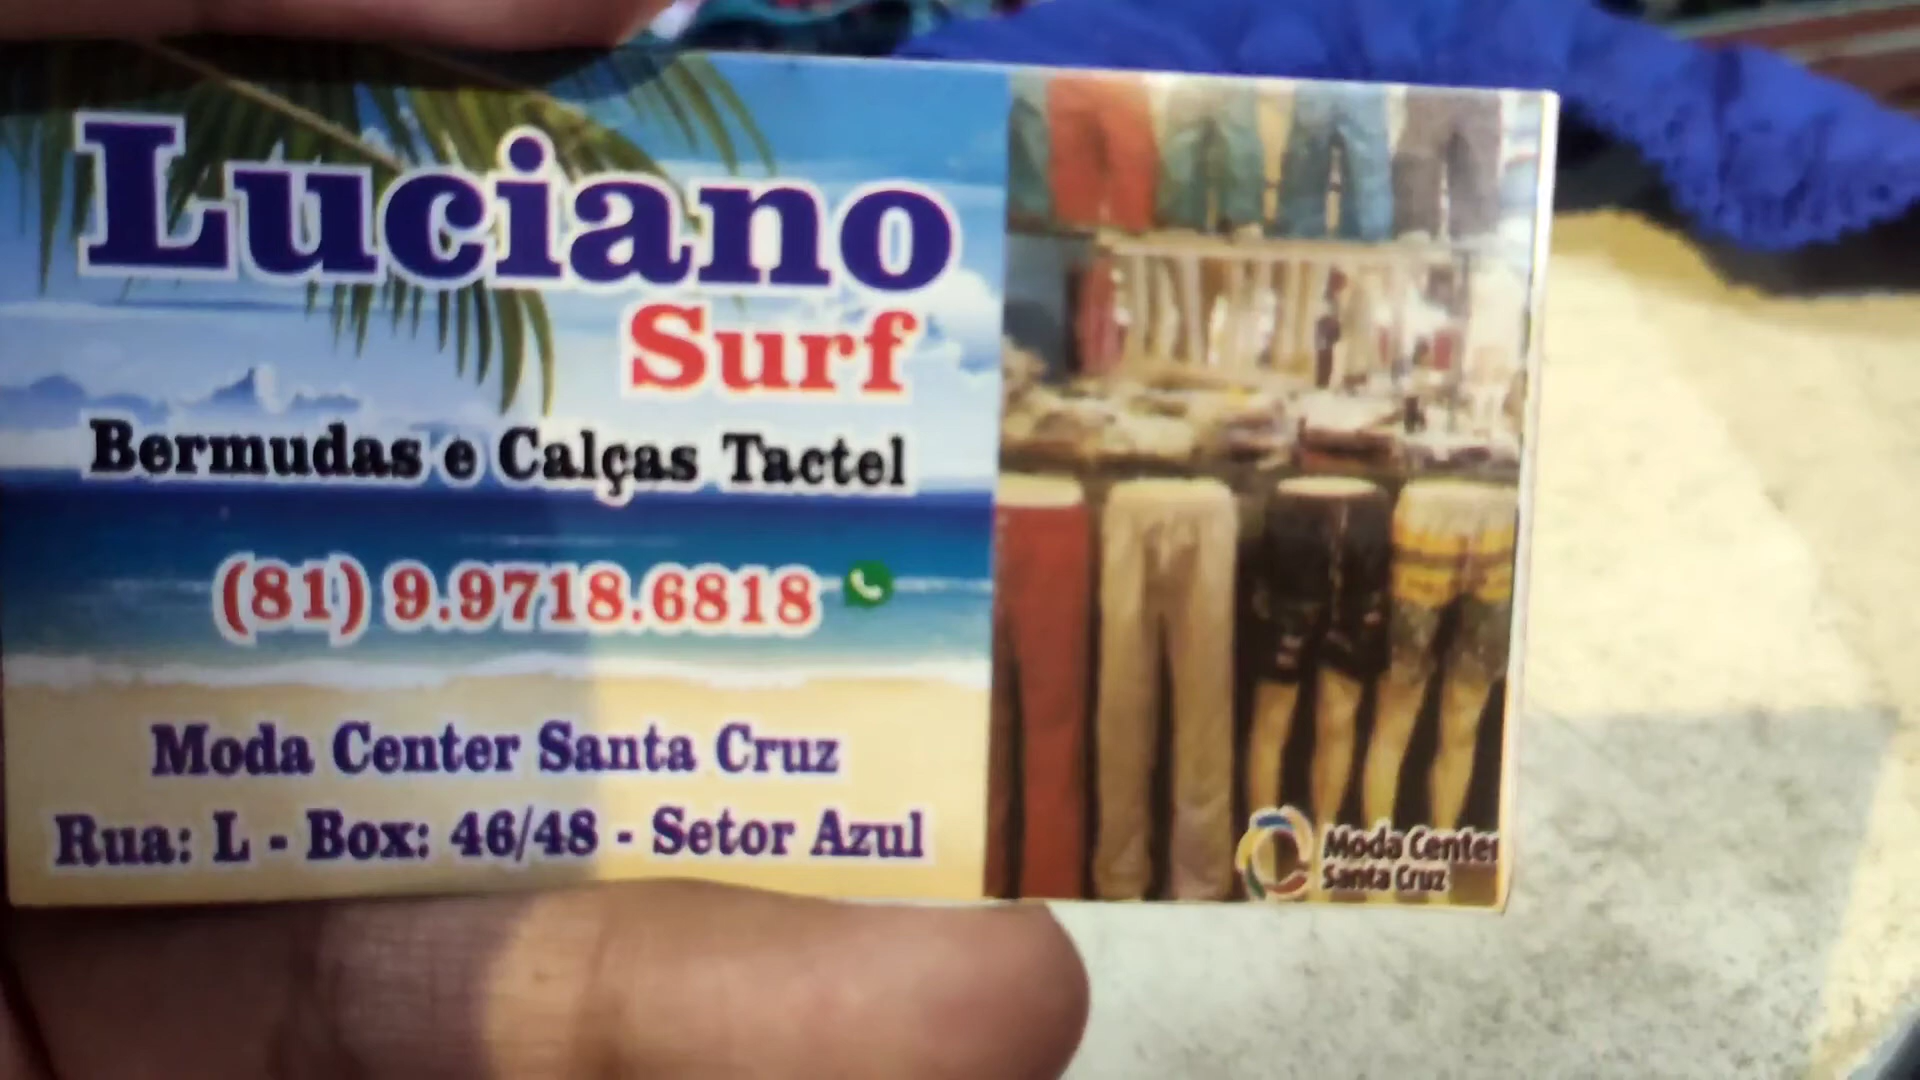 Luciano
Surf
Bermudas e Calças Tactel
(81) 9.9718.6818
Moda Center Santa Cruz
Rua: L - Box: 46/48 - Setor Azul
Moda Center
Santa Cruz